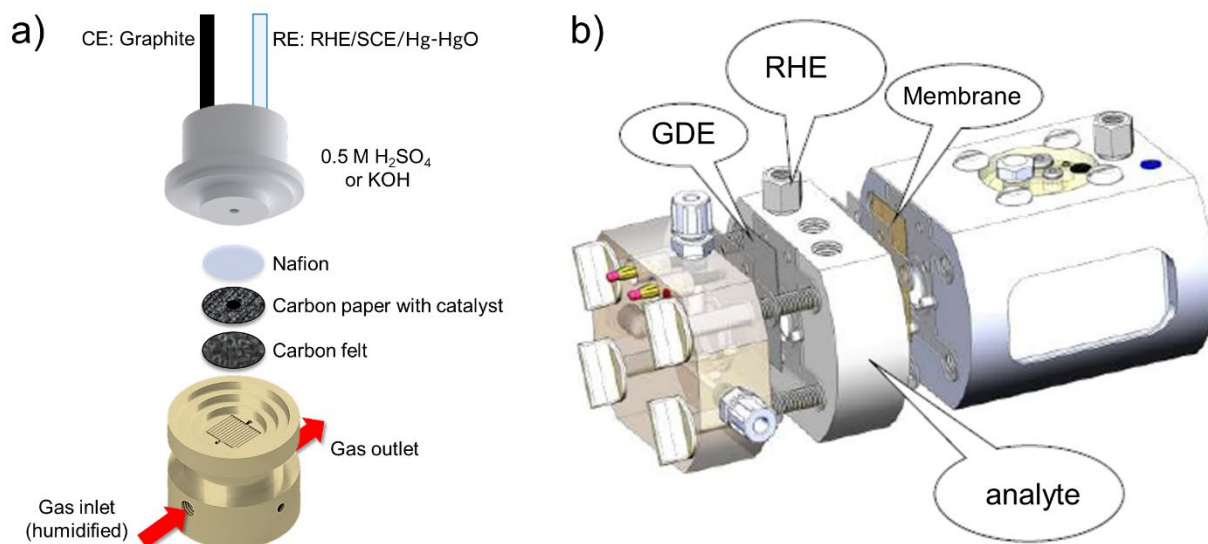 a)
CE: Graphite
RE: RHE/SCE/Hg-HgO
0.5 M H₂SO₄
or KOH
Nafion
Carbon paper with catalyst
Carbon felt
Gas outlet
Gas inlet
(humidified)
b)
RHE
Membrane
GDE
analyte